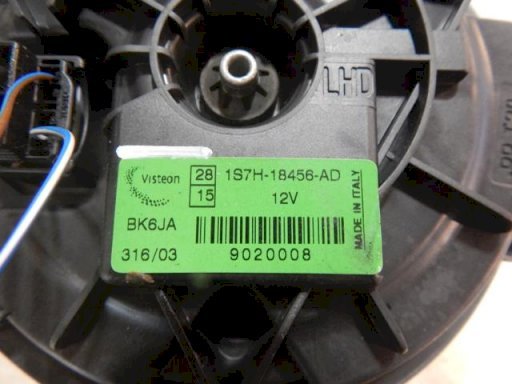 LHD
Visteon
28
15
1S7H-18456-AD
12V
BK6JA
316/03
9020008
MADE IN ITALY